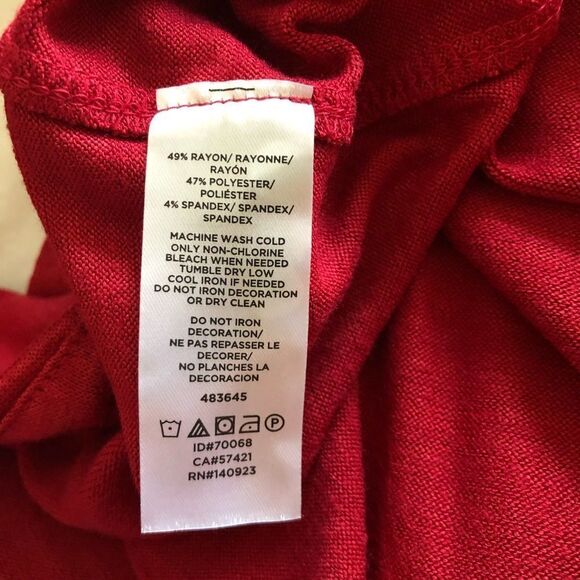 49% RAYON/ RAYONNE/
RAYÓN
47% POLYESTER/
POLIÉSTER
4% SPANDEX/ SPANDEX/
SPANDEX
MACHINE WASH COLD
ONLY NON-CHLORINE
BLEACH WHEN NEEDED
TUMBLE DRY LOW
COOL IRON IF NEEDED
DO NOT IRON DECORATION
OR DRY CLEAN
DO NOT IRON
DECORATION/
NE PAS REPASSER LE
DECORER/
NO PLANCHES LA
DECORACION
483645
P
ID#70068
CA#57421
RN#140923